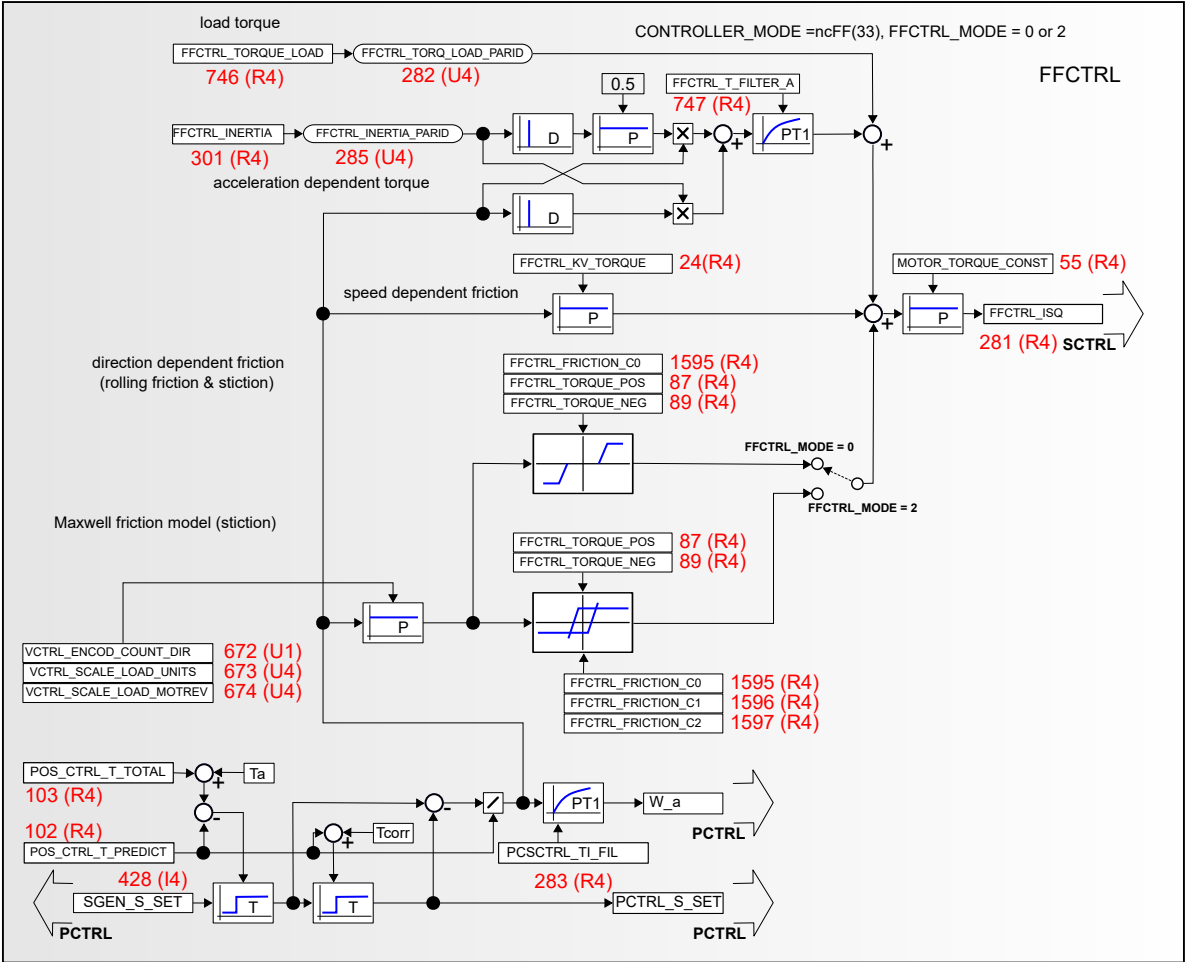 load torque
CONTROLLER_MODE =ncFF(33), FFCTRL_MODE = 0 or 2
FFCTRL_TORQUE_LOAD
FFCTRL_TORQ_LOAD_PARID
746 (R4)
282 (U4)
FFCTRL
0.5
FFCTRL_T_FILTER_A
747 (R4)
FFCTRL_INERTIA
FFCTRL_INERTIA_PARID
D
P
X
+
PT1
+
301 (R4)
285 (U4)
acceleration dependent torque
D
X
FFCTRL_KV_TORQUE
24(R4)
MOTOR_TORQUE_CONST
55 (R4)
speed dependent friction
P
+
P
FFCTRL_ISQ
281 (R4)
SCTRL
direction dependent friction
(rolling friction & stiction)
FFCTRL_FRICTION_C0
1595 (R4)
FFCTRL_TORQUE_POS
87 (R4)
FFCTRL_TORQUE_NEG
89 (R4)
FFCTRL_MODE = 0
FFCTRL_MODE = 2
Maxwell friction model (stiction)
FFCTRL_TORQUE_POS
87 (R4)
FFCTRL_TORQUE_NEG
89 (R4)
P
VCTRL_ENCOD_COUNT_DIR
672 (U1)
VCTRL_SCALE_LOAD_UNITS
673 (U4)
VCTRL_SCALE_LOAD_MOTREV
674 (U4)
FFCTRL_FRICTION_C0
1595 (R4)
FFCTRL_FRICTION_C1
1596 (R4)
FFCTRL_FRICTION_C2
1597 (R4)
POS_CTRL_T_TOTAL
+
Ta
103 (R4)
-
-
/
PT1
W_a
PCTRL
102 (R4)
POS_CTRL_T_PREDICT
+
Tcorr
PCSCTRL_TI_FIL
428 (I4)
283 (R4)
SGEN_S_SET
T
T
PCTRL_S_SET
PCTRL
PCTRL